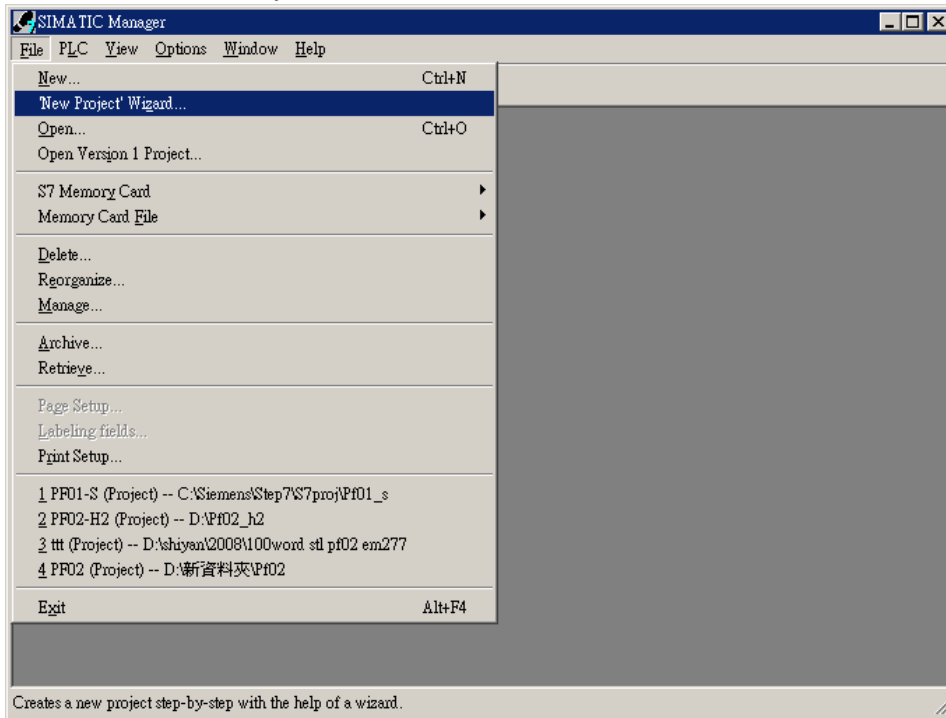 SIMATIC Manager
File PLC View Options Window Help
New... Ctrl+N
'New Project' Wizard...
Open... Ctrl+O
Open Version 1 Project...
S7 Memory Card
Memory Card File
Delete...
Reorganize...
Manage...
Archive...
Retrieve...
Page Setup...
Labeling fields...
Print Setup...
1 PF01-S (Project) -- C:\Siemens\Step7\S7proj\Pf01_s
2 PF02-H2 (Project) -- D:\Pf02_h2
3 ttt (Project) -- D:\shiyan\2008\100word stl pf02 em277
4 PF02 (Project) -- D:\新資料夾\Pf02
Exit Alt+F4
Creates a new project step-by-step with the help of a wizard.